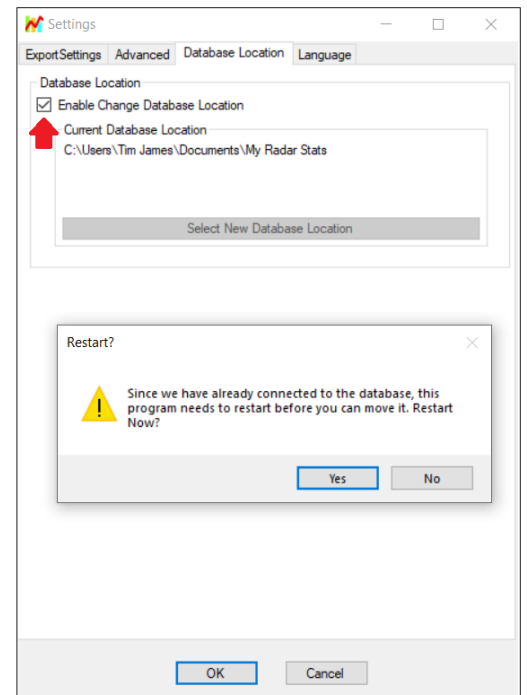 Settings
ExportSettings Advanced Database Location Language
Database Location
Enable Change Database Location
Current Database Location
C:\Users\Tim James\Documents\My Radar Stats
Select New Database Location
Restart?
Since we have already connected to the database, this
program needs to restart before you can move it. Restart
Now?
Yes No
OK Cancel